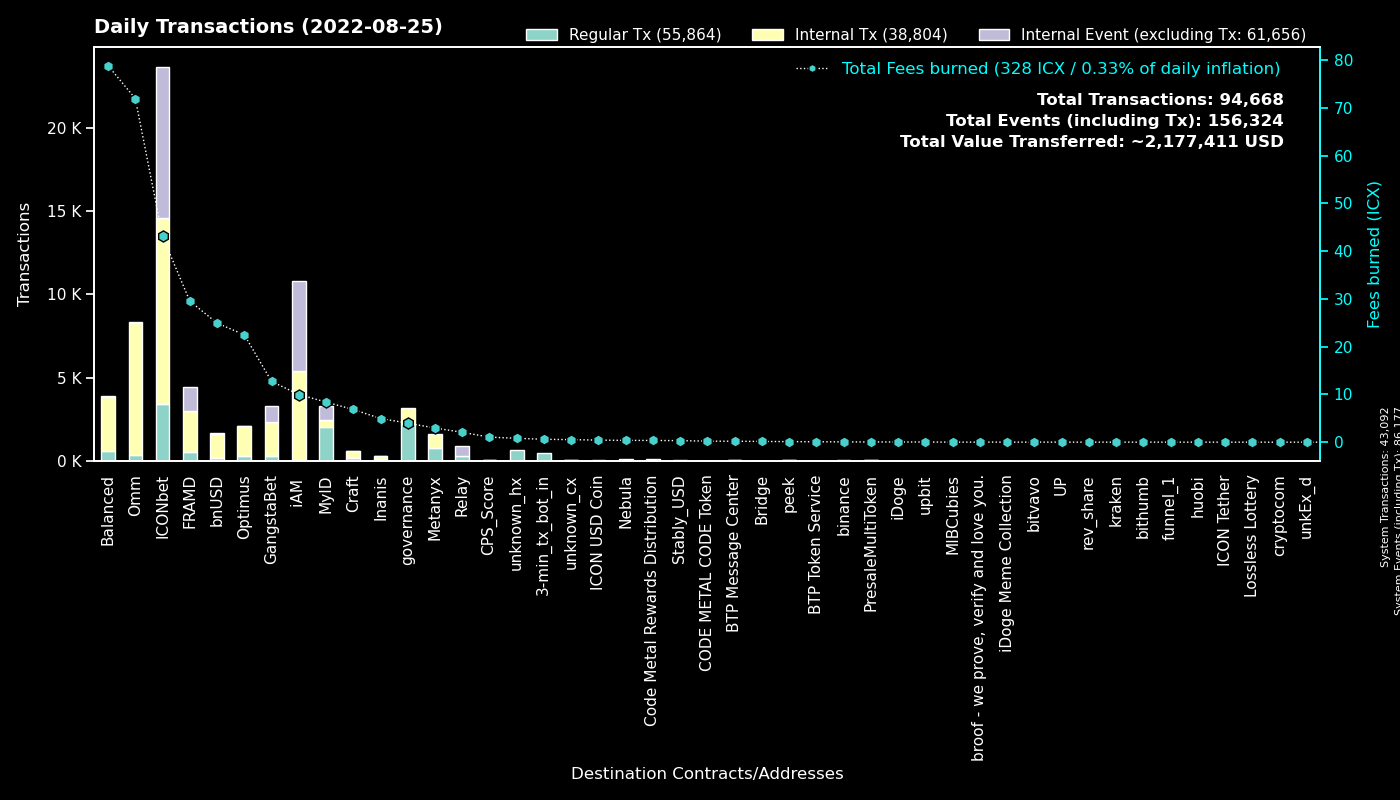 Daily Transactions (2022-08-25)
Regular Tx (55,864)
Internal Tx (38,804)
Internal Event (excluding Tx: 61,656)
Total Fees burned (328 ICX / 0.33% of daily inflation)
Total Transactions: 94,668
Total Events (including Tx): 156,324
Total Value Transferred: ~2,177,411 USD
Transactions
20 K
15 K
10 K
5 K
0 K
80
70
60
50
40
30
20
10
0
Fees burned (ICX)
Balanced
Omm
ICONbet
FRAMD
bnUSD
Optimus
GangstaBet
iAM
MyID
Craft
Inanis
governance
Metanyx
Relay
CPS_Score
unknown_hx
3-min_tx_bot_in
unknown_cx
ICON USD Coin
Nebula
Code Metal Rewards Distribution
Stably_USD
CODE METAL CODE Token
BTP Message Center
Bridge
peek
BTP Token Service
binance
PresaleMultiToken
iDoge
upbit
MIBCubies
broof - we prove, verify and love you.
iDoge Meme Collection
bitvavo
UP
rev_share
kraken
bithumb
funnel_1
huobi
ICON Tether
Lossless Lottery
cryptocom
unkEx_d
Destination Contracts/Addresses
System Transactions: 43,092
System Events (including Tx): 86,177